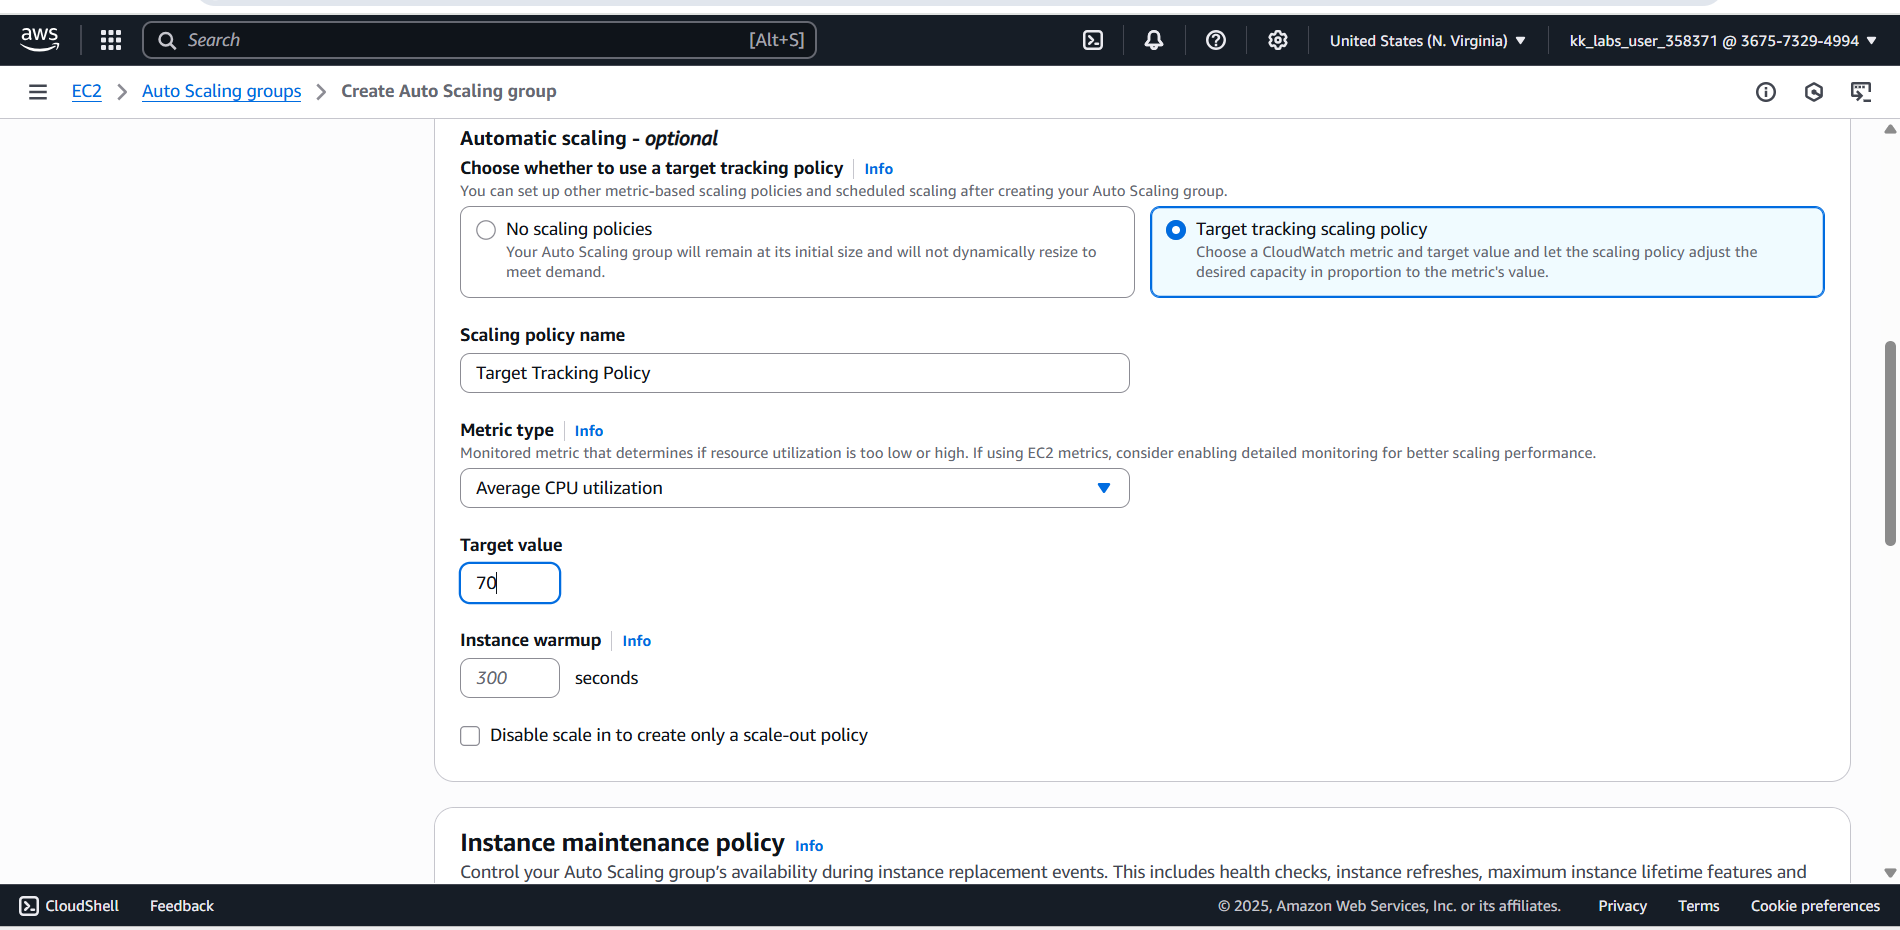 aws
Search [Alt+S]
United States (N. Virginia)
kk_labs_user_358371 @ 3675-7329-4994
EC2 Auto Scaling groups Create Auto Scaling group
Automatic scaling - optional
Choose whether to use a target tracking policy Info
You can set up other metric-based scaling policies and scheduled scaling after creating your Auto Scaling group.
No scaling policies
Your Auto Scaling group will remain at its initial size and will not dynamically resize to
meet demand.
Target tracking scaling policy
Choose a CloudWatch metric and target value and let the scaling policy adjust the
desired capacity in proportion to the metric's value.
Scaling policy name
Target Tracking Policy
Metric type Info
Monitored metric that determines if resource utilization is too low or high. If using EC2 metrics, consider enabling detailed monitoring for better scaling performance.
Average CPU utilization
Target value
70
Instance warmup Info
300 seconds
Disable scale in to create only a scale-out policy
Instance maintenance policy Info
Control your Auto Scaling group's availability during instance replacement events. This includes health checks, instance refreshes, maximum instance lifetime features and
CloudShell Feedback © 2025, Amazon Web Services, Inc. or its affiliates. Privacy Terms Cookie preferences